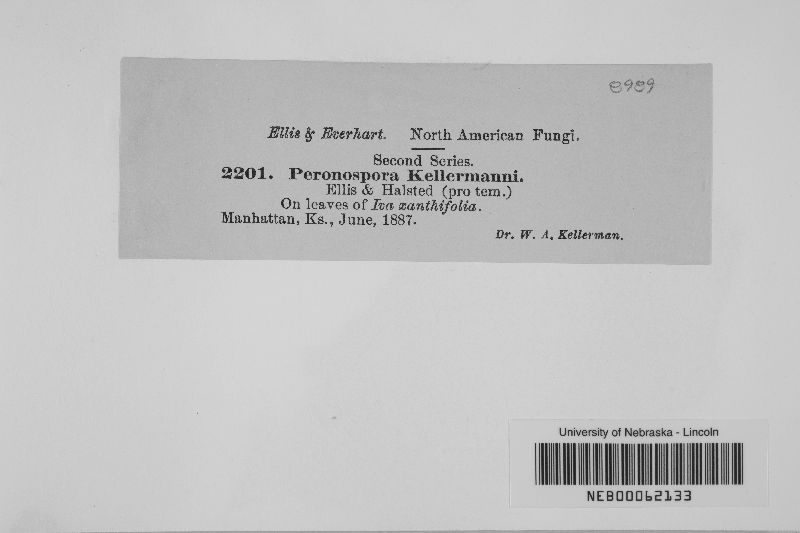 8989
Ellis & Everhart. North American Fungi.
Second Series.
2201. Peronospora Kellermanni.
Ellis & Halsted (pro tem.)
On leaves of Iva xanthifolia.
Manhattan, Ks., June, 1887.
Dr. W. A. Kellerman.
University of Nebraska - Lincoln
NEB00062133